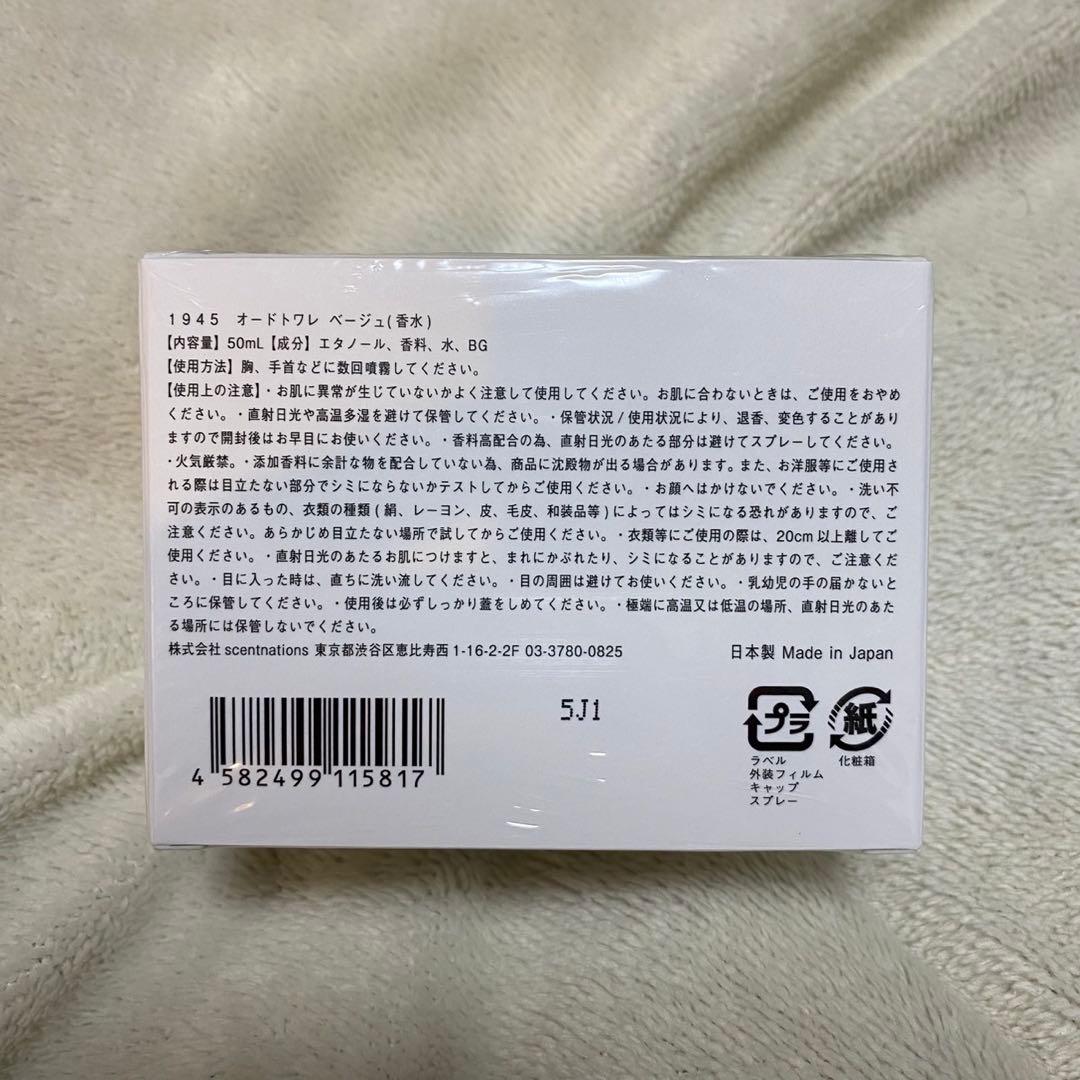 1945 オードトワレ ベージュ(香水)
【内容量】50mL【成分】エタノール、香料、水、BG
【使用方法】胸、手首などに数回噴霧してください。
【使用上の注意】・お肌に異常が生じていないかよく注意して使用してください。お肌に合わないときは、ご使用をおやめ
ください。・直射日光や高温多湿を避けて保管してください。・保管状況/使用状況により、退香、変色することがあり
ますので開封後はお早目にお使いください。・香料高配合の為、直射日光のあたる部分は避けてスプレーしてください。
・火気厳禁。・添加香料に余計な物を配合していない為、商品に沈殿物が出る場合があります。また、お洋服等にご使用さ
れる際は目立たない部分でシミにならないかテストしてからご使用ください。・お顔へはかけないでください。・洗い不
可の表示のあるもの、衣類の種類(絹、レーヨン、皮、毛皮、和装品等)によってはシミになる恐れがありますので、ご
注意ください。あらかじめ目立たない場所で試してからご使用ください。・衣類等にご使用の際は、20cm以上離してご
使用ください。・直射日光のあたるお肌につけますと、まれにかぶれたり、シミになることがありますので、ご注意くだ
さい。・目に入った時は、直ちに洗い流してください。・目の周囲は避けてお使いください。・乳幼児の手の届かないと
ころに保管してください。・使用後は必ずしっかり蓋をしめてください。・極端に高温又は低温の場所、直射日光のあた
る場所には保管しないでください。
株式会社 scentnations 東京都渋谷区恵比寿西1-16-2-2F 03-3780-0825
日本製 Made in Japan
5J1
4 582499 115817
プラ
ラベル
外装フィルム
キャップ
スプレー
紙
化粧箱